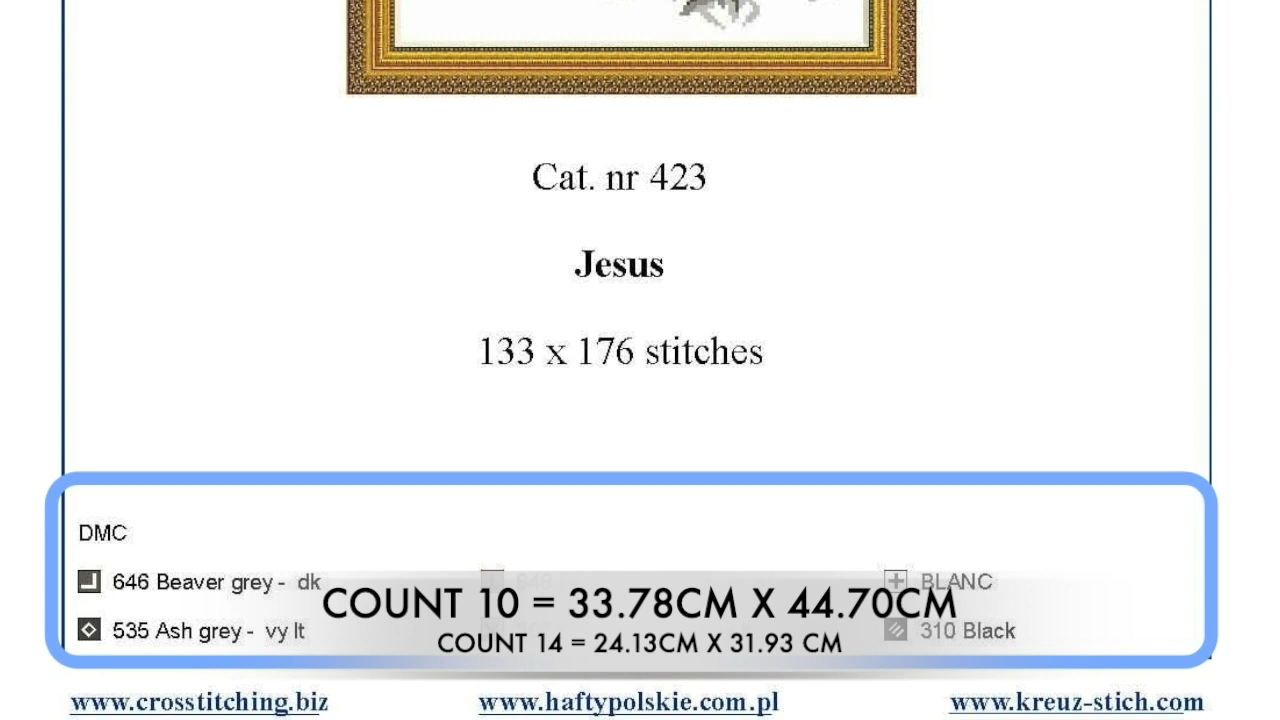 Cat. nr 423
Jesus
133 x 176 stitches
DMC
646 Beaver grey - dk
BLANC
COUNT 10 = 33.78CM X 44.70CM
535 Ash grey - vy lt
310 Black
COUNT 14 = 24.13CM X 31.93 CM
www.crosstitching.biz
www.haftypolskie.com.pl
www.kreuz-stich.com